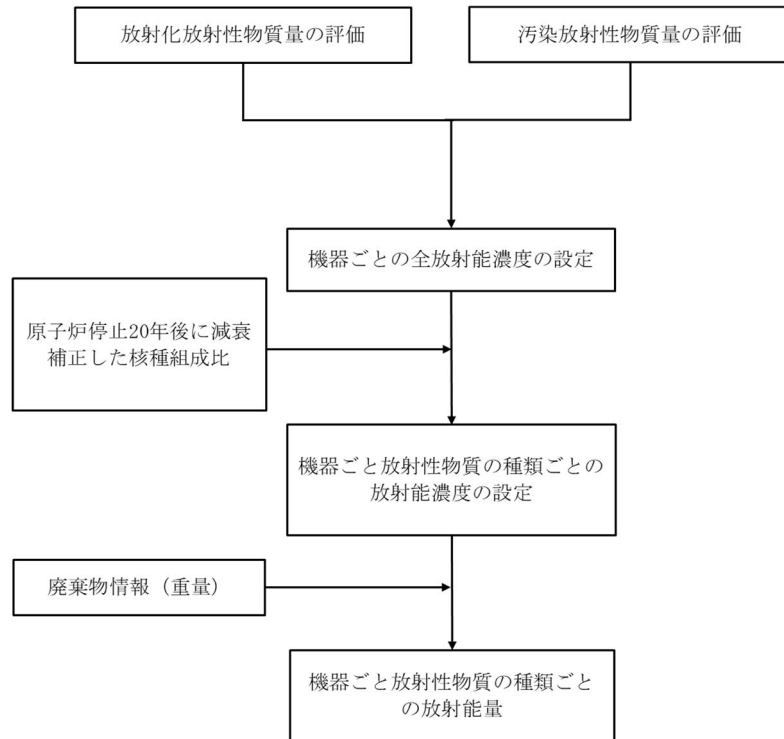 放射化放射性物質量の評価
汚染放射性物質量の評価
機器ごとの全放射能濃度の設定
原子炉停止20年後に減衰
補正した核種組成比
機器ごと放射性物質の種類ごとの
放射能濃度の設定
廃棄物情報（重量）
機器ごと放射性物質の種類ごと
の放射能量